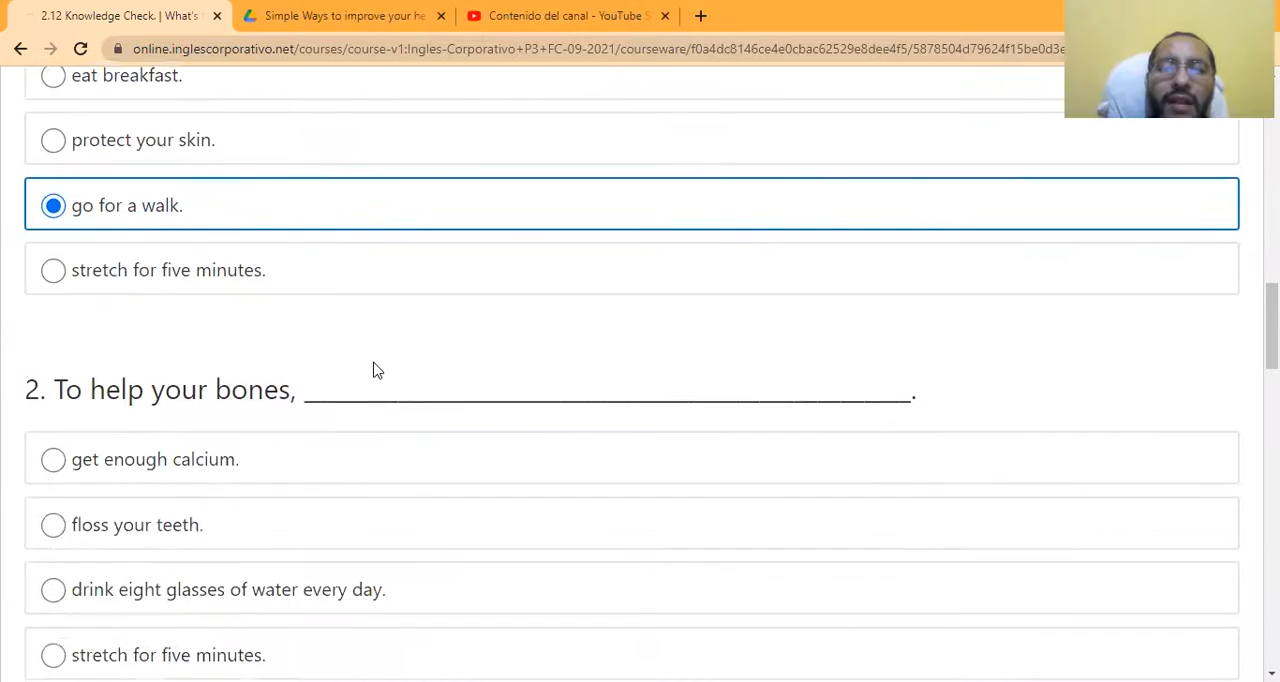 2.12 Knowledge Check. | What's
Simple Ways to improve your he
Contenido del canal - YouTube S
online.inglescorporativo.net/courses/course-v1:Ingles-Corporativo+P3+FC-09-2021/courseware/f0a4dc8146ce4e0cbac62529e8dee4f5/5878504d79624f15be0d3e
eat breakfast.
protect your skin.
go for a walk.
stretch for five minutes.
2. To help your bones, ______________________________________.
get enough calcium.
floss your teeth.
drink eight glasses of water every day.
stretch for five minutes.